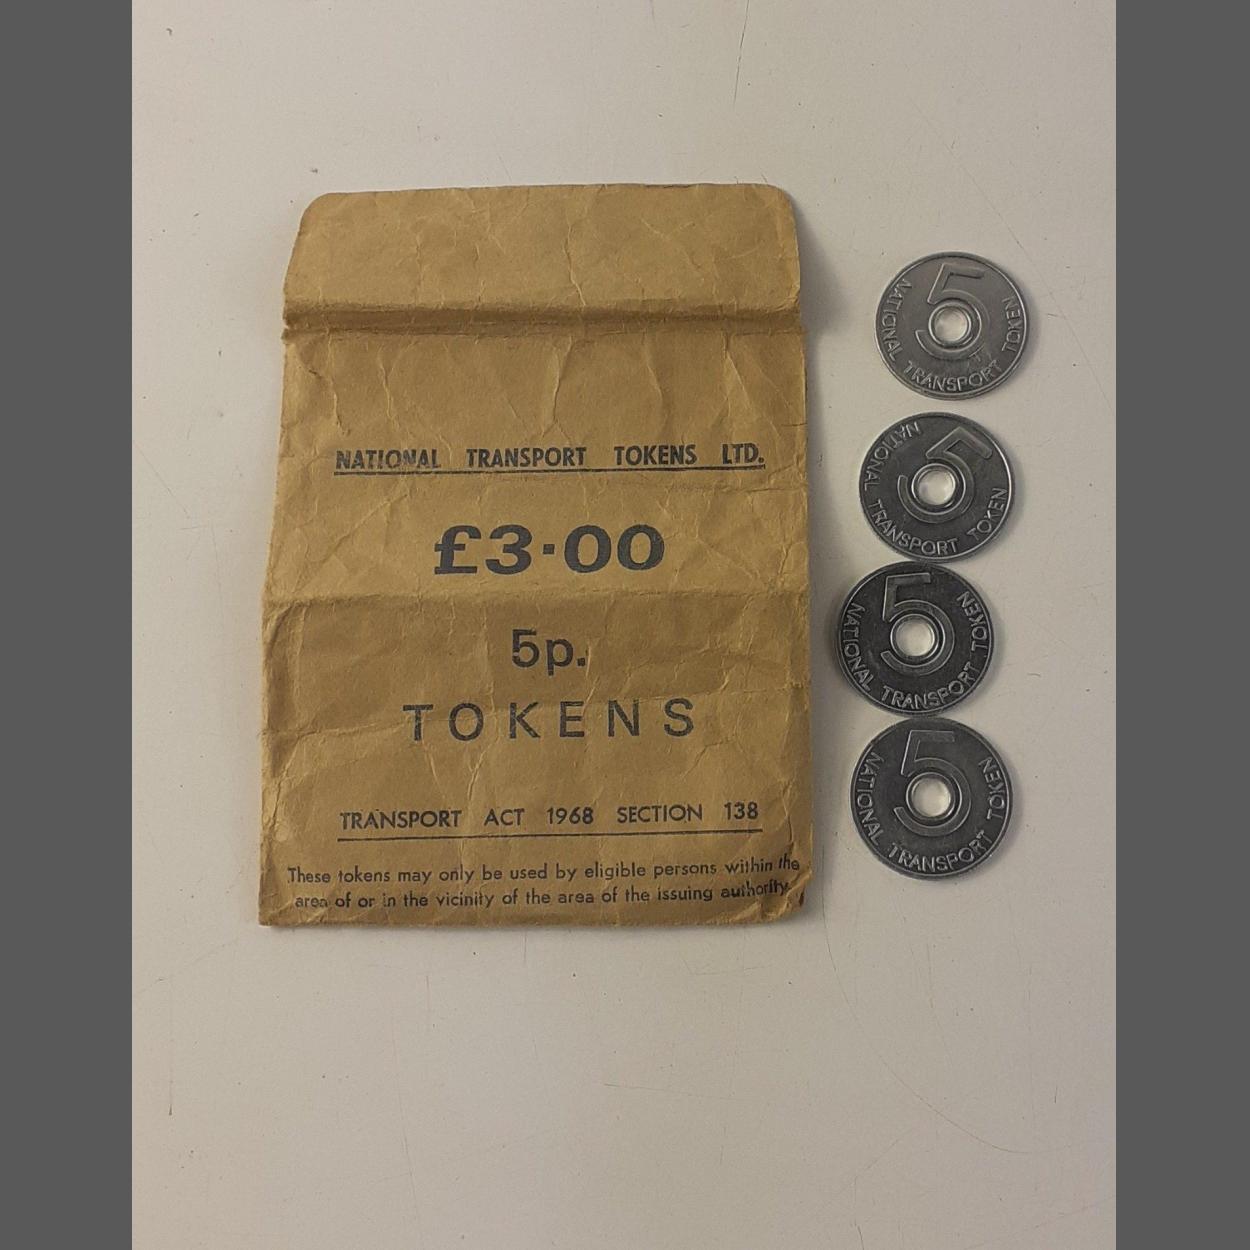 NATIONAL TRANSPORT TOKENS LTD.
£3·00
5p.
TOKENS
TRANSPORT ACT 1968 SECTION 138
These tokens may only be used by eligible persons within the
area of or in the vicinity of the area of the issuing authority.
5
NATIONAL TRANSPORT TOKEN
5
NATIONAL TRANSPORT TOKEN
5
NATIONAL TRANSPORT TOKEN
5
NATIONAL TRANSPORT TOKEN